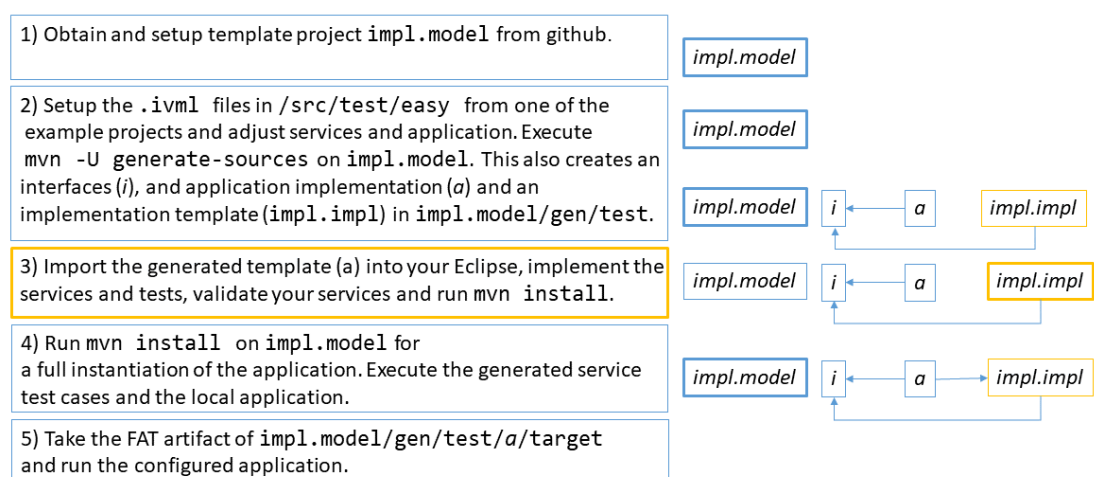 1) Obtain and setup template project impl.model from github.
impl.model
2) Setup the .ivml files in /src/test/easy from one of the
example projects and adjust services and application. Execute
mvn -U generate-sources on impl.model. This also creates an
interfaces (i), and application implementation (a) and an
implementation template (impl.impl) in impl.model/gen/test.
impl.model
impl.model i a impl.impl
3) Import the generated template (a) into your Eclipse, implement the
services and tests, validate your services and run mvn install.
impl.model i a impl.impl
4) Run mvn install on impl.model for
a full instantiation of the application. Execute the generated service
test cases and the local application.
impl.model i a impl.impl
5) Take the FAT artifact of impl.model/gen/test/a/target
and run the configured application.